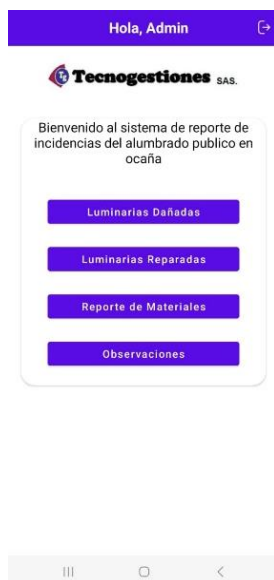 Hola, Admin
Tecnogestiones SAS.
Bienvenido al sistema de reporte de
incidencias del alumbrado publico en
ocaña
Luminarias Dañadas
Luminarias Reparadas
Reporte de Materiales
Observaciones